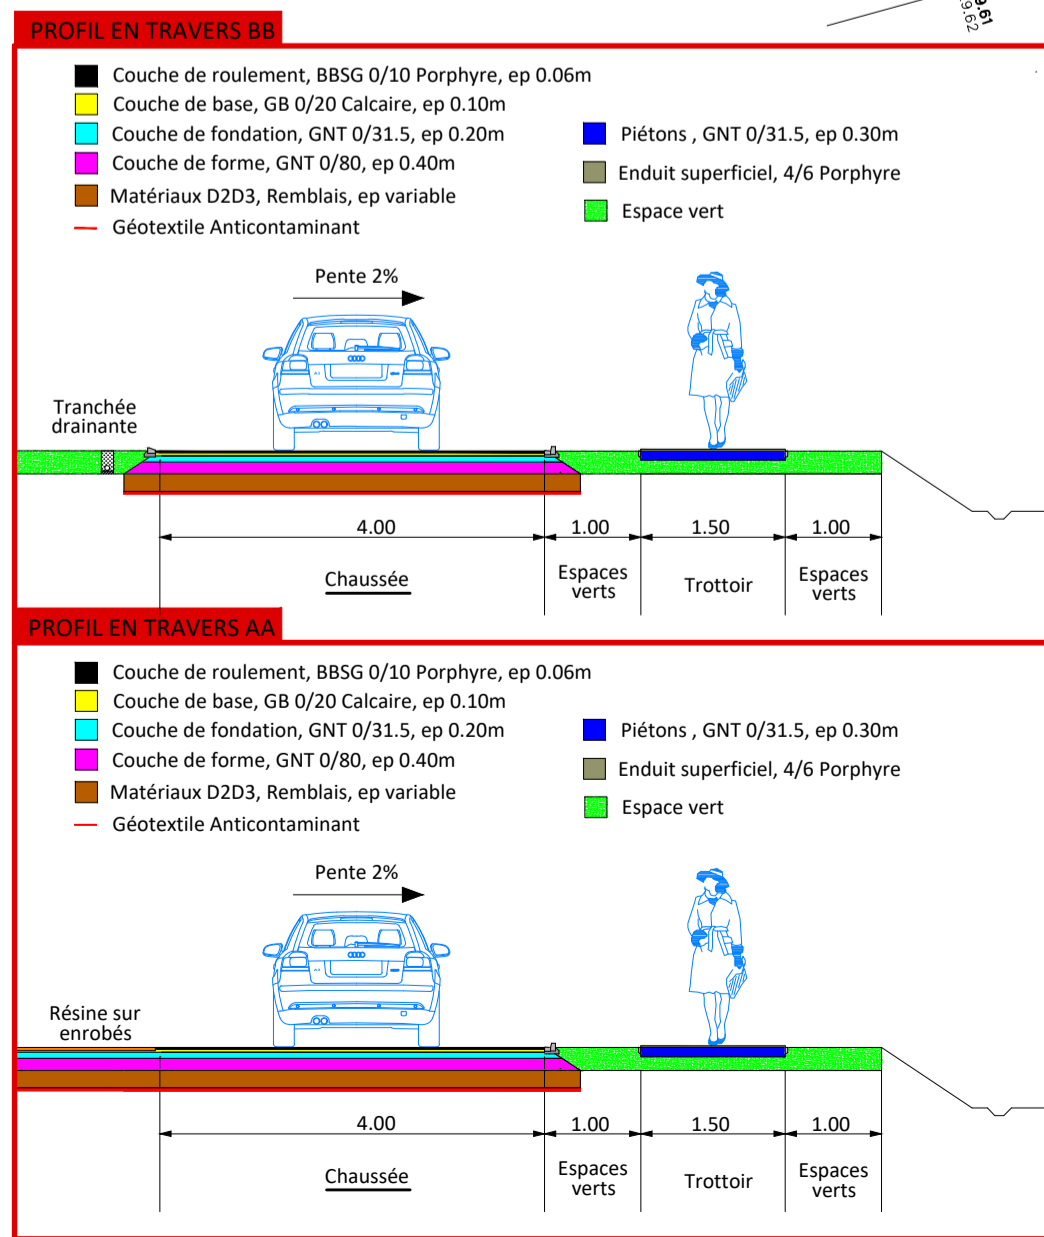 9.61
29.62
PROFIL EN TRAVERS BB
Couche de roulement, BBSG 0/10 Porphyre, ep 0.06m
Couche de base, GB 0/20 Calcaire, ep 0.10m
Couche de fondation, GNT 0/31.5, ep 0.20m
Couche de forme, GNT 0/80, ep 0.40m
Matériaux D2D3, Remblais, ep variable
Géotextile Anticontaminant
Piétons , GNT 0/31.5, ep 0.30m
Enduit superficiel, 4/6 Porphyre
Espace vert
Pente 2%
Tranchée
drainante
4.00
1.00
1.50
1.00
Chaussée
Espaces
verts
Trottoir
Espaces
verts
PROFIL EN TRAVERS AA
Couche de roulement, BBSG 0/10 Porphyre, ep 0.06m
Couche de base, GB 0/20 Calcaire, ep 0.10m
Couche de fondation, GNT 0/31.5, ep 0.20m
Couche de forme, GNT 0/80, ep 0.40m
Matériaux D2D3, Remblais, ep variable
Géotextile Anticontaminant
Piétons , GNT 0/31.5, ep 0.30m
Enduit superficiel, 4/6 Porphyre
Espace vert
Pente 2%
Résine sur
enrobés
4.00
1.00
1.50
1.00
Chaussée
Espaces
verts
Trottoir
Espaces
verts